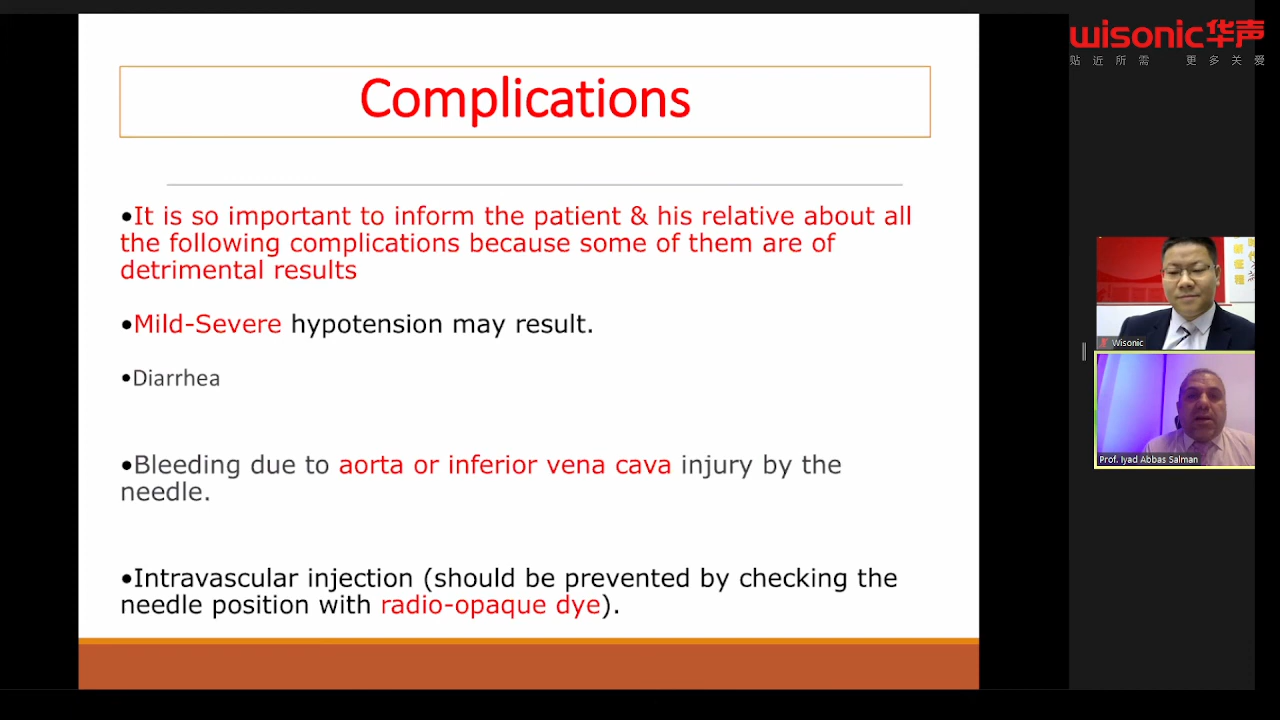 wisonic华声
贴近所需 更多关爱
Complications
•It is so important to inform the patient & his relative about all
the following complications because some of them are of
detrimental results
•Mild-Severe hypotension may result.
•Diarrhea
•Bleeding due to aorta or inferior vena cava injury by the
needle.
•Intravascular injection (should be prevented by checking the
needle position with radio-opaque dye).
Wisonic
Prof. Iyad Abbas Salman